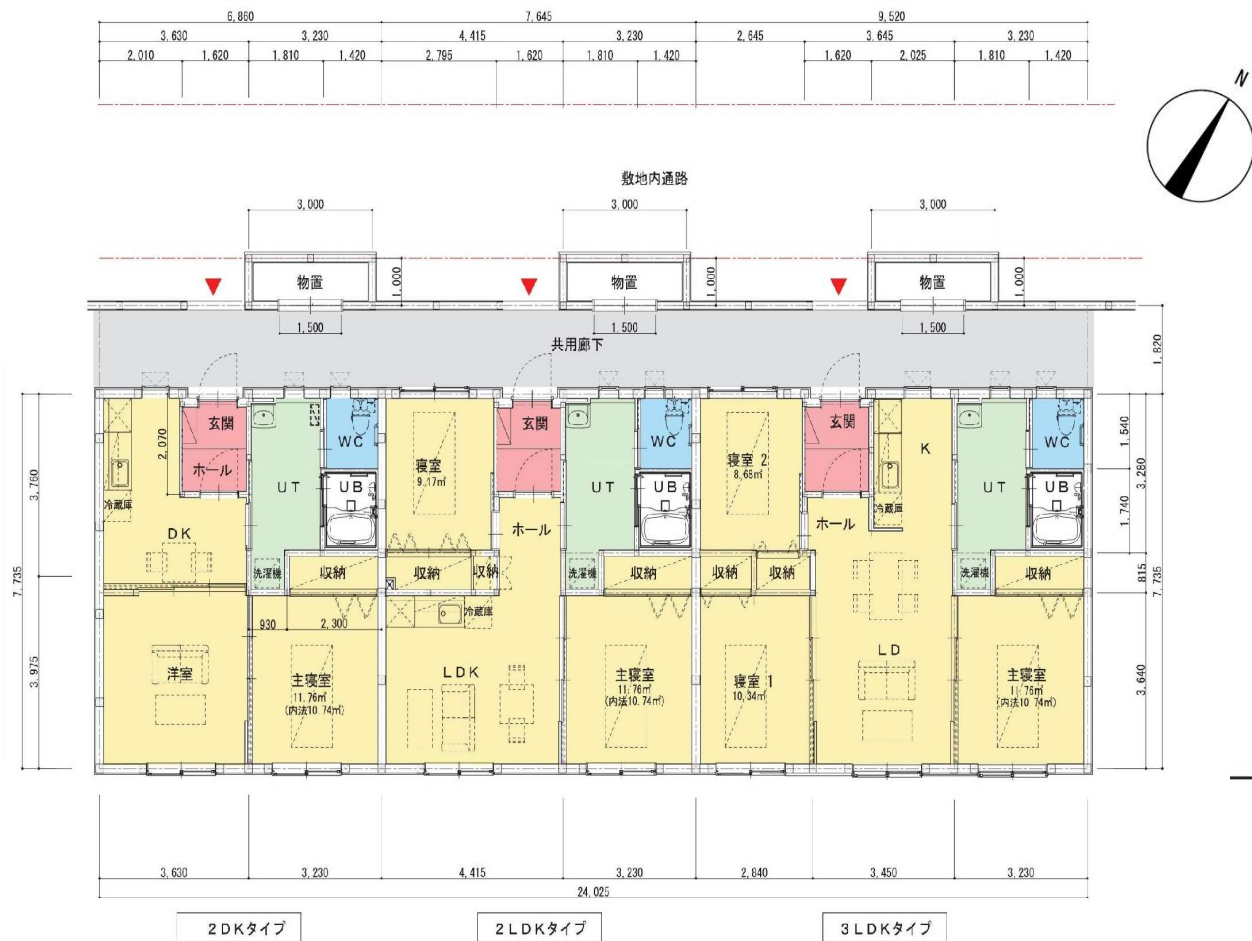 6,860 7,645 9,520
3,630 3,230 4,415 3,230 2,645 3,645 3,230
2,010 1,620 1,810 1,420 2,795 1,620 1,810 1,420 1,620 2,025 1,810 1,420
N
敷地内通路
3,000 3,000 3,000
物置 1,000 物置 1,000 物置 1,000
1,500 1,500 1,500
共用廊下
1,820
玄関 WC 寝室 9.17㎡ 玄関 WC 寝室 2 8.68㎡ 玄関 K WC
2,070
ホール
UT UB UT UB UT UB
冷蔵庫
DK
ホール
ホール
冷蔵庫
洗濯機 収納 収納 収納 洗濯機 収納 収納 収納 洗濯機 収納
930 2,300
冷蔵庫
洋室
主寝室
11.76㎡
(内法10.74㎡)
LDK
主寝室
11.76㎡
(内法10.74㎡)
寝室 1
10.34㎡
LD
主寝室
11.76㎡
(内法10.74㎡)
3,760
3,975
7,735
1,540
1,740
3,280
815
3,640
7,735
3,630 3,230 4,415 3,230 2,840 3,450 3,230
24,025
2DKタイプ 2LDKタイプ 3LDKタイプ